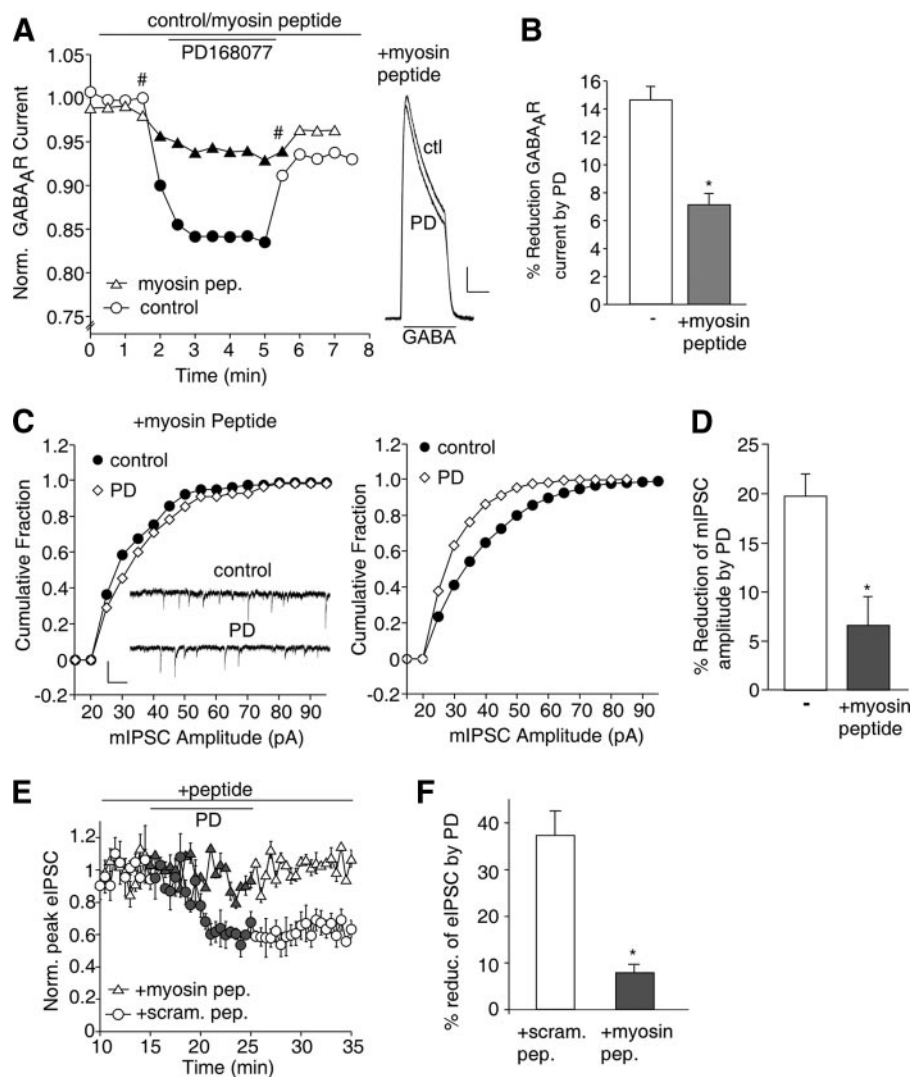 A
control/myosin peptide
PD168077
Norm. GABAAR Current
1.05
1.00
0.95
0.90
0.85
0.80
0.75
#
#
myosin pep.
control
0 1 2 3 4 5 6 7 8
Time (min)
+myosin
peptide
ctl
PD
GABA
B
% Reduction GABAAR
current by PD
16
14
12
10
8
6
4
2
0
*
-
+myosin
peptide
C
+myosin Peptide
Cumulative Fraction
1.2
1.0
0.8
0.6
0.4
0.2
0
-0.2
control
PD
control
PD
20 30 40 50 60 70 80 90
mIPSC Amplitude (pA)
Cumulative Fraction
1.2
1.0
0.8
0.6
0.4
0.2
0
-0.2
control
PD
20 30 40 50 60 70 80 90
mIPSC Amplitude (pA)
D
% Reduction of mIPSC
amplitude by PD
25
20
15
10
5
0
*
-
+myosin
peptide
E
+peptide
PD
Norm. peak eIPSC
1.4
1.2
1
0.8
0.6
0.4
0.2
0
+myosin pep.
+scram. pep.
10 15 20 25 30 35
Time (min)
F
% reduc. of eIPSC by PD
40
30
20
10
0
*
+scram.
pep.
+myosin
pep.